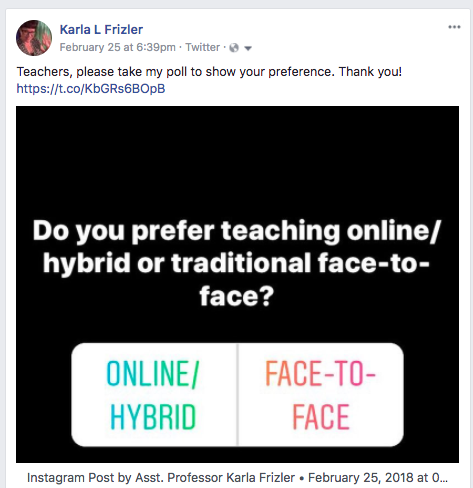 Karla L Frizler
February 25 at 6:39pm · Twitter ·
Teachers, please take my poll to show your preference. Thank you!
https://t.co/KbGRs6BOpB
Do you prefer teaching online/
hybrid or traditional face-to-
face?
ONLINE/
HYBRID
FACE-TO-
FACE
Instagram Post by Asst. Professor Karla Frizler • February 25, 2018 at 0...